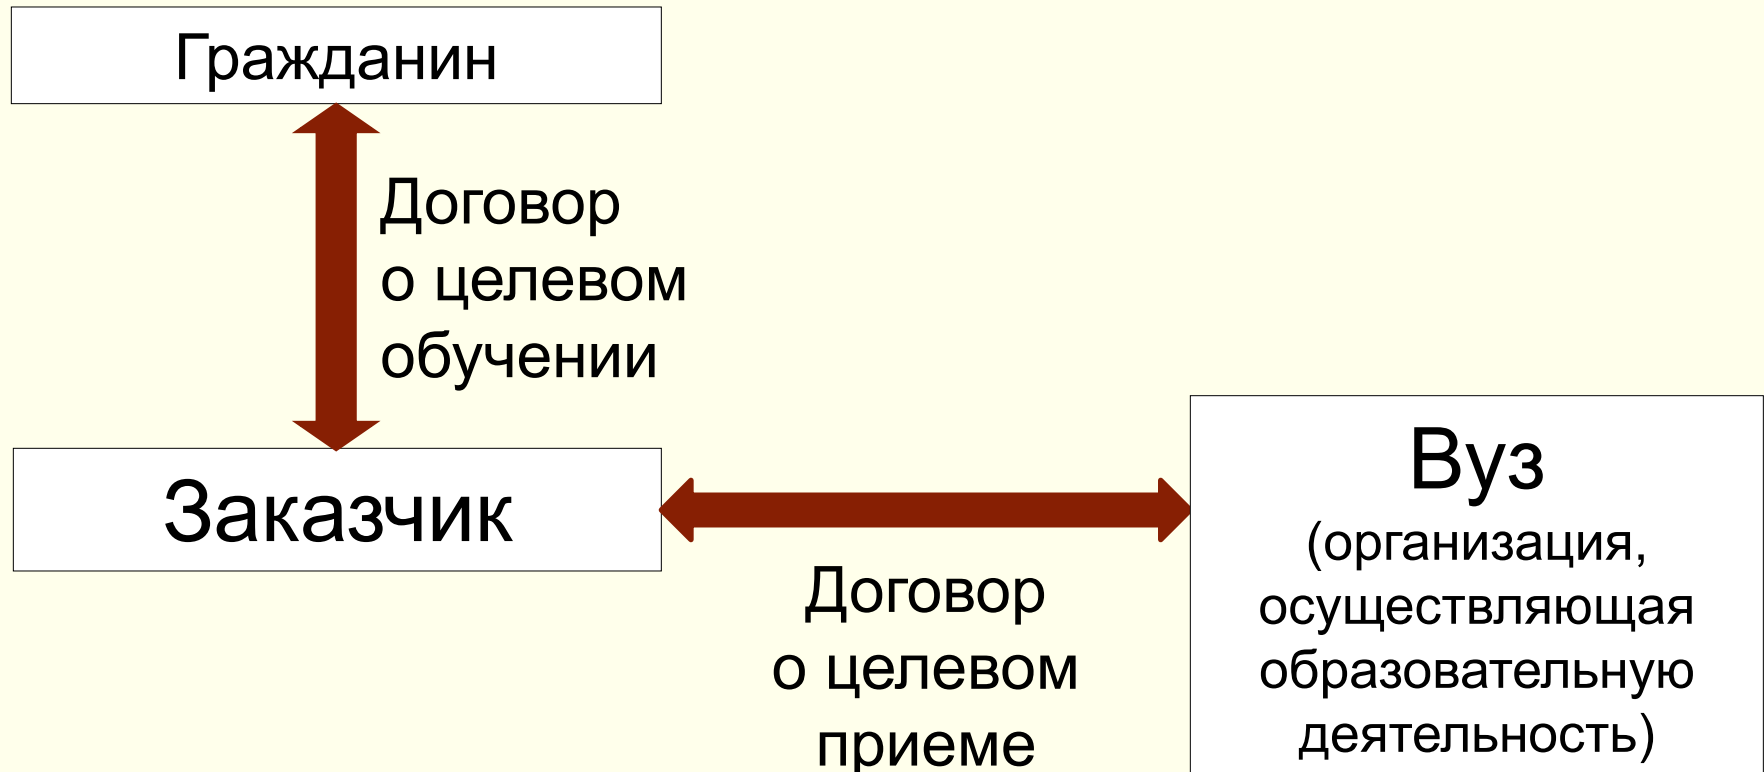 Гражданин
Договор
о целевом
обучении
Заказчик
Договор
о целевом
приеме
Вуз
(организация,
осуществляющая
образовательную
деятельность)